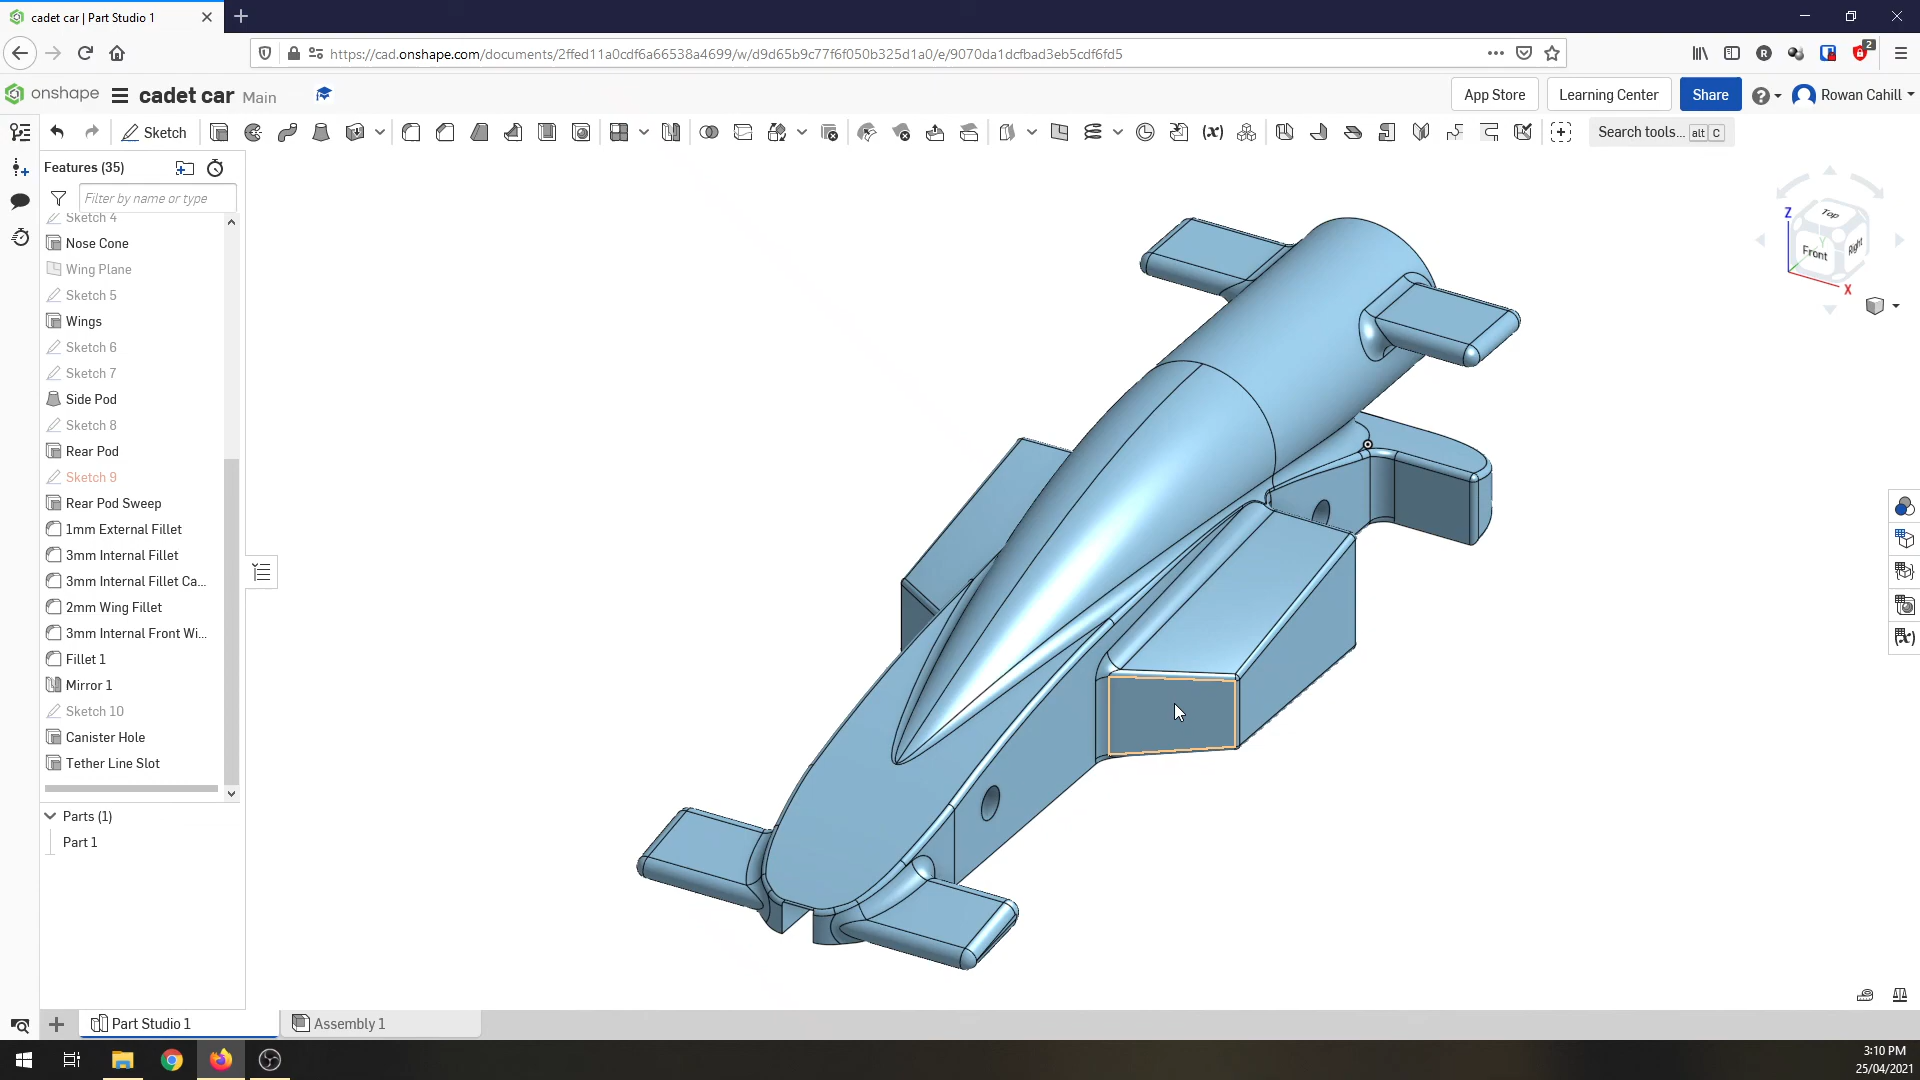 cadet car | Part Studio 1
https://cad.onshape.com/documents/2ffed11a0cdf6a66538a4699/w/d9d65b9c77f6f050b325d1a0/e/9070da1dcfbad3eb5cdf6fd5
2
onshape
cadet car Main
App Store
Learning Center
Share
Rowan Cahill
Sketch
Search tools... alt C
Features (35)
Filter by name or type
Sketch 4
Nose Cone
Wing Plane
Sketch 5
Wings
Sketch 6
Sketch 7
Side Pod
Sketch 8
Rear Pod
Sketch 9
Rear Pod Sweep
1mm External Fillet
3mm Internal Fillet
3mm Internal Fillet Ca...
2mm Wing Fillet
3mm Internal Front Wi...
Fillet 1
Mirror 1
Sketch 10
Canister Hole
Tether Line Slot
Parts (1)
Part 1
Z
Top
Y
Front
Right
X
Part Studio 1
Assembly 1
3:10 PM
25/04/2021